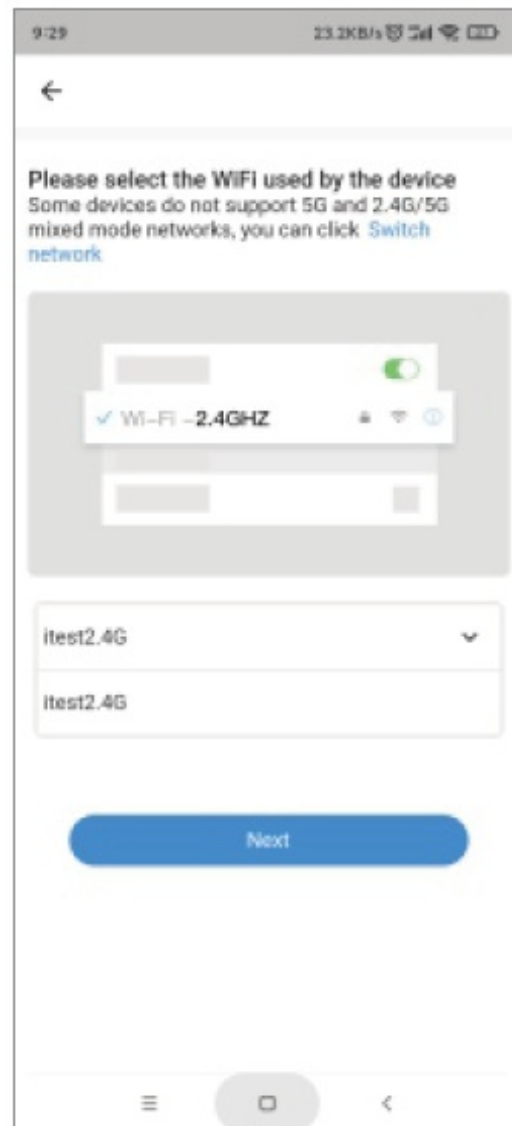 9:29 23.2KB/s
Please select the WiFi used by the device
Some devices do not support 5G and 2.4G/5G
mixed mode networks, you can click Switch
network
Wi-Fi -2.4GHZ
itest2.4G
itest2.4G
Next